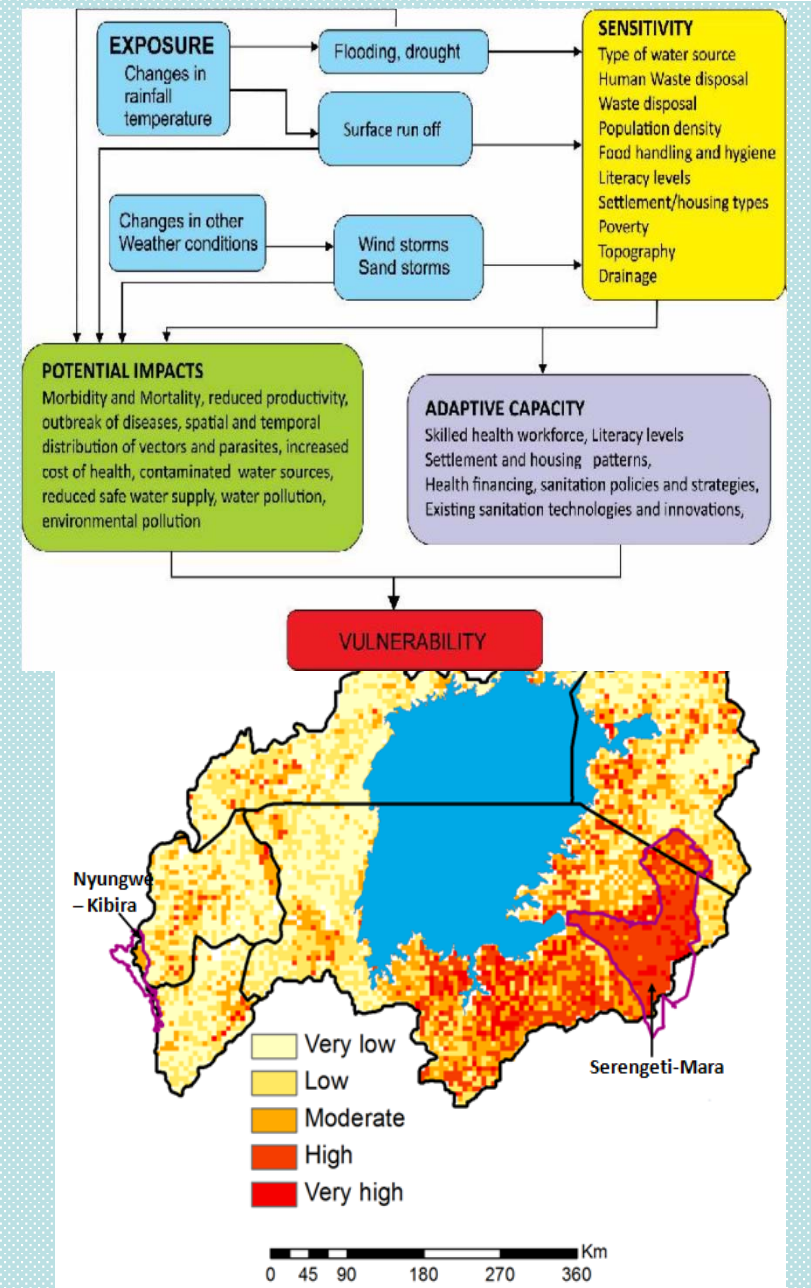 EXPOSURE
Changes in
rainfall
temperature
Flooding, drought
Surface run off
Changes in other
Weather conditions
Wind storms
Sand storms
SENSITIVITY
Type of water source
Human Waste disposal
Waste disposal
Population density
Food handling and hygiene
Literacy levels
Settlement/housing types
Poverty
Topography
Drainage
POTENTIAL IMPACTS
Morbidity and Mortality, reduced productivity,
outbreak of diseases, spatial and temporal
distribution of vectors and parasites, increased
cost of health, contaminated water sources,
reduced safe water supply, water pollution,
environmental pollution
ADAPTIVE CAPACITY
Skilled health workforce, Literacy levels
Settlement and housing patterns,
Health financing, sanitation policies and strategies,
Existing sanitation technologies and innovations,
VULNERABILITY
Nyungwe
– Kibira
Serengeti-Mara
Very low
Low
Moderate
High
Very high
Km
0 45 90 180 270 360